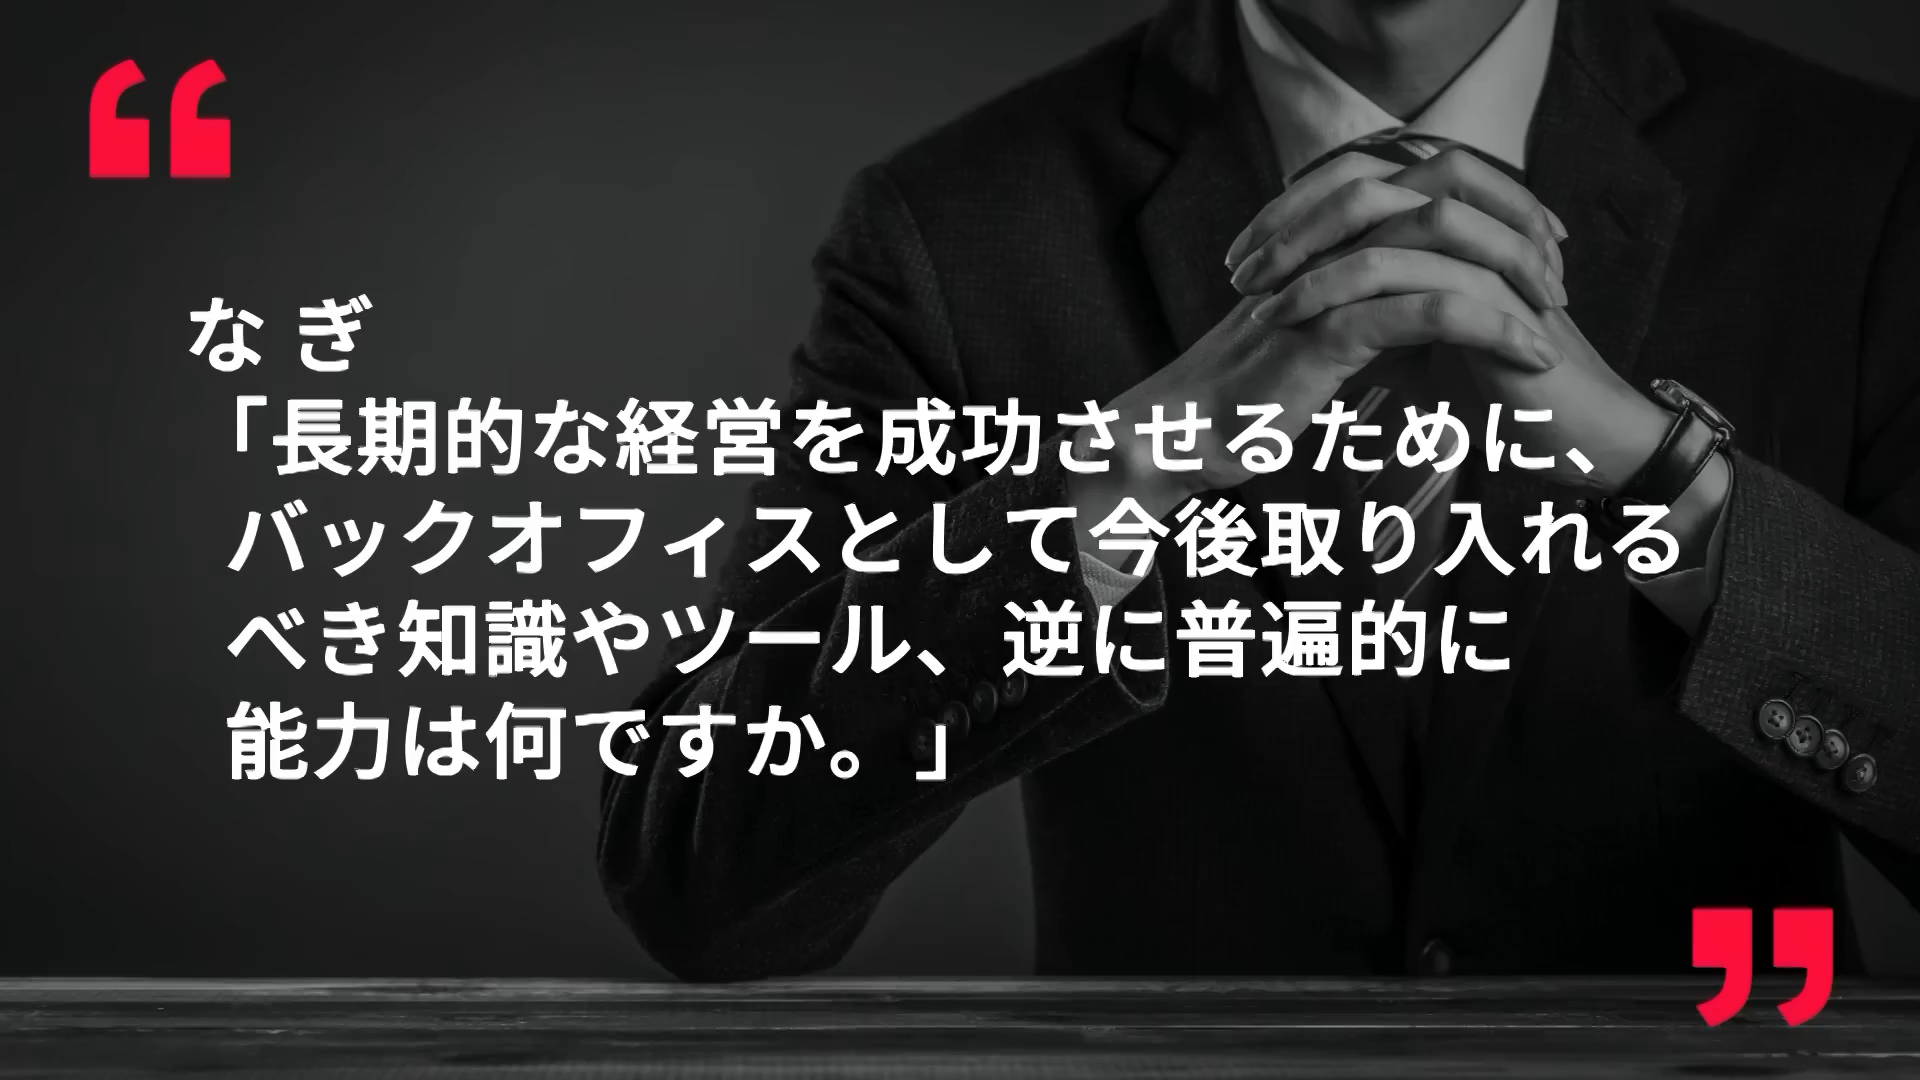 なぎ
「長期的な経営を成功させるために、
バックオフィスとして今後取り入れる
べき知識やツール、逆に普遍的に
能力は何ですか。」